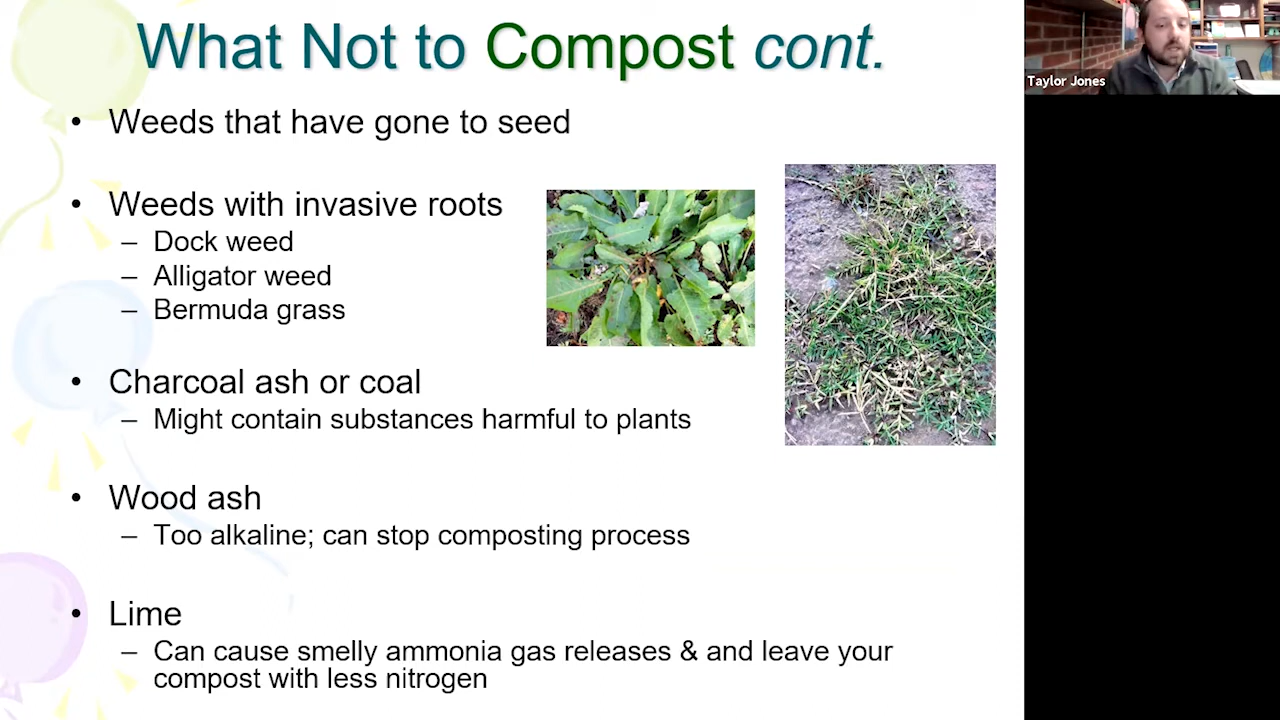 What Not to Compost cont.
Taylor Jones
• Weeds that have gone to seed
• Weeds with invasive roots
– Dock weed
– Alligator weed
– Bermuda grass
• Charcoal ash or coal
– Might contain substances harmful to plants
• Wood ash
– Too alkaline; can stop composting process
• Lime
– Can cause smelly ammonia gas releases & and leave your
compost with less nitrogen